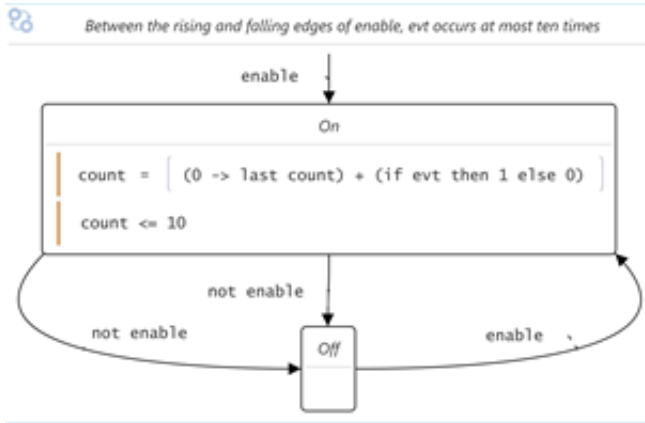 Between the rising and falling edges of enable, evt occurs at most ten times
enable
On
count = (0 -> last count) + (if evt then 1 else 0)
count <= 10
not enable
not enable
Off
enable